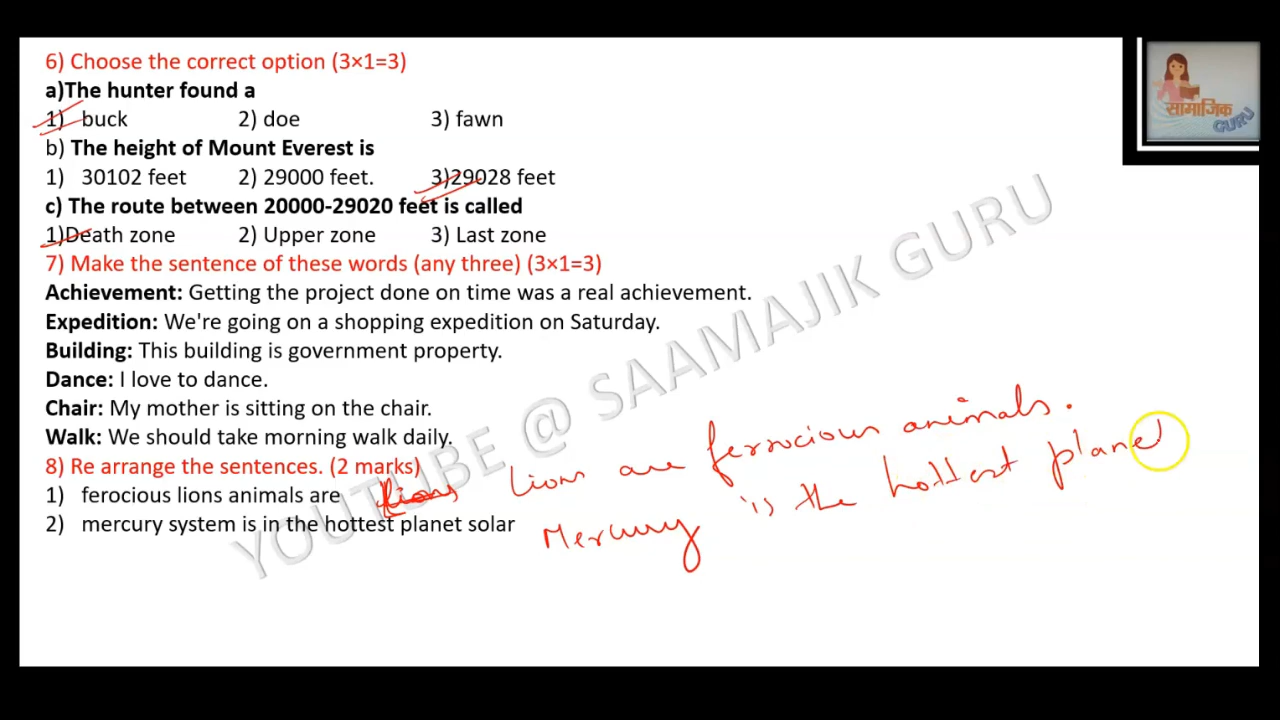 6) Choose the correct option (3×1=3)
a)The hunter found a
1) buck 2) doe 3) fawn
b) The height of Mount Everest is
1) 30102 feet 2) 29000 feet. 3)29028 feet
c) The route between 20000-29020 feet is called
1)Death zone 2) Upper zone 3) Last zone
7) Make the sentence of these words (any three) (3×1=3)
Achievement: Getting the project done on time was a real achievement.
Expedition: We're going on a shopping expedition on Saturday.
Building: This building is government property.
Dance: I love to dance.
Chair: My mother is sitting on the chair.
Walk: We should take morning walk daily.
8) Re arrange the sentences. (2 marks)
1) ferocious lions animals are lions Lions are ferocious animals.
2) mercury system is in the hottest planet solar
Mercury is the hottest plane
YOUTUBE @ SAAMAJIK GURU
सामाजिक
GURU